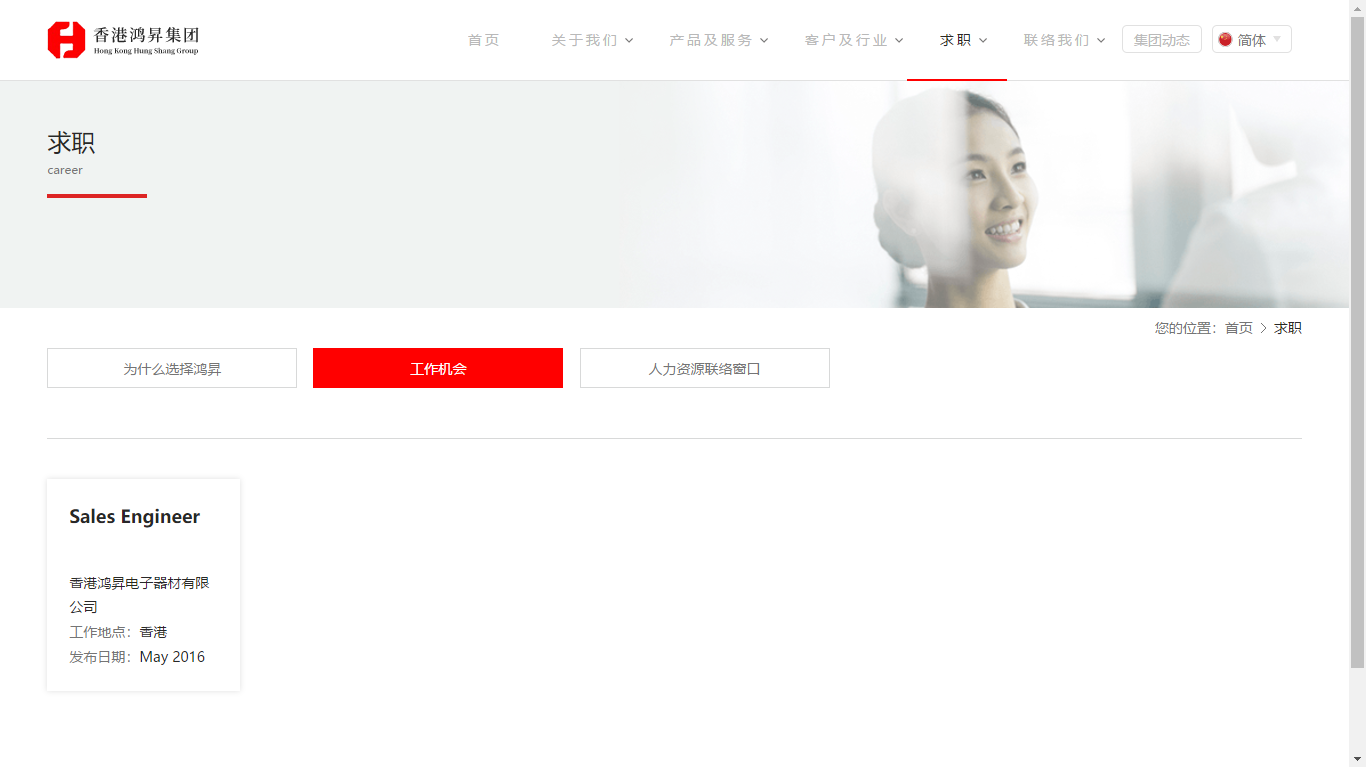 香港鸿昇集团
Hong Kong Hung Shang Group
首页
关于我们
产品及服务
客户及行业
求职
联络我们
集团动态
简体
求职
career
您的位置：首页 > 求职
为什么选择鸿昇
工作机会
人力资源联络窗口
Sales Engineer
香港鸿昇电子器材有限
公司
工作地点：香港
发布日期：May 2016